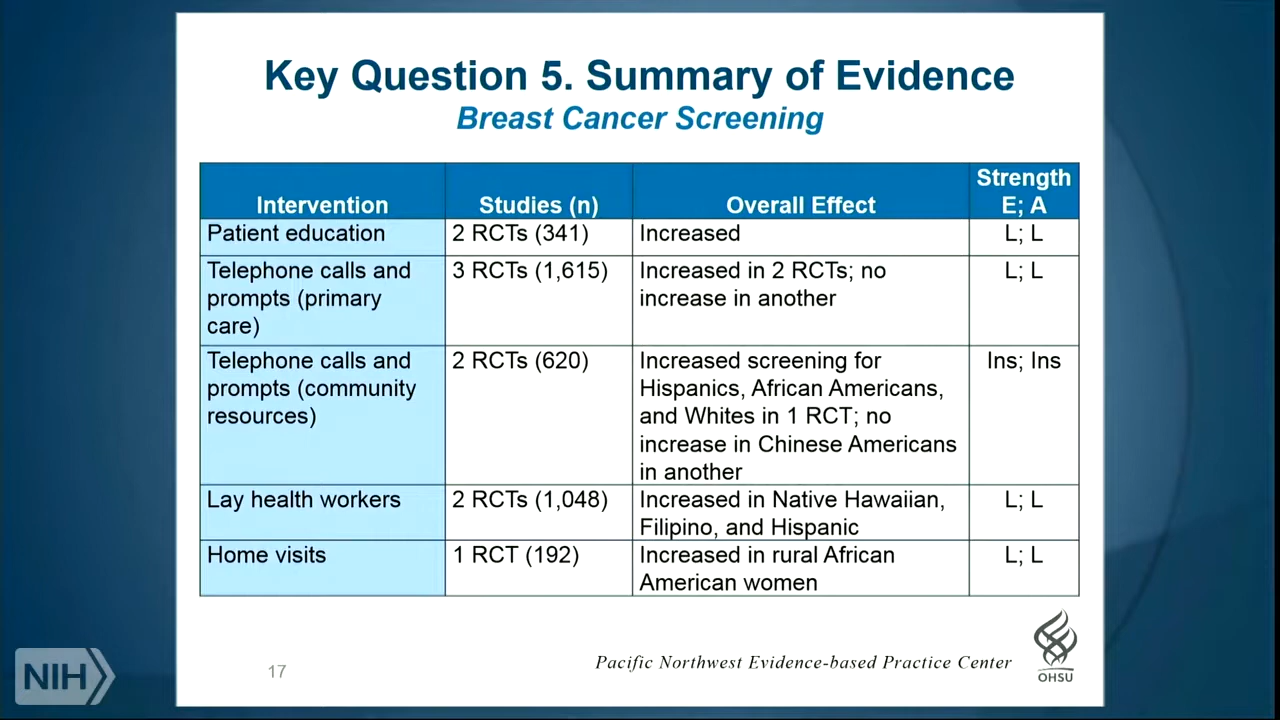 Key Question 5. Summary of Evidence
Breast Cancer Screening
Intervention
Studies (n)
Overall Effect
Strength
E; A
Patient education
2 RCTs (341)
Increased
L; L
Telephone calls and
prompts (primary
care)
3 RCTs (1,615)
Increased in 2 RCTs; no
increase in another
L; L
Telephone calls and
prompts (community
resources)
2 RCTs (620)
Increased screening for
Hispanics, African Americans,
and Whites in 1 RCT; no
increase in Chinese Americans
in another
Ins; Ins
Lay health workers
2 RCTs (1,048)
Increased in Native Hawaiian,
Filipino, and Hispanic
L; L
Home visits
1 RCT (192)
Increased in rural African
American women
L; L
NIH
17
Pacific Northwest Evidence-based Practice Center
OHSU